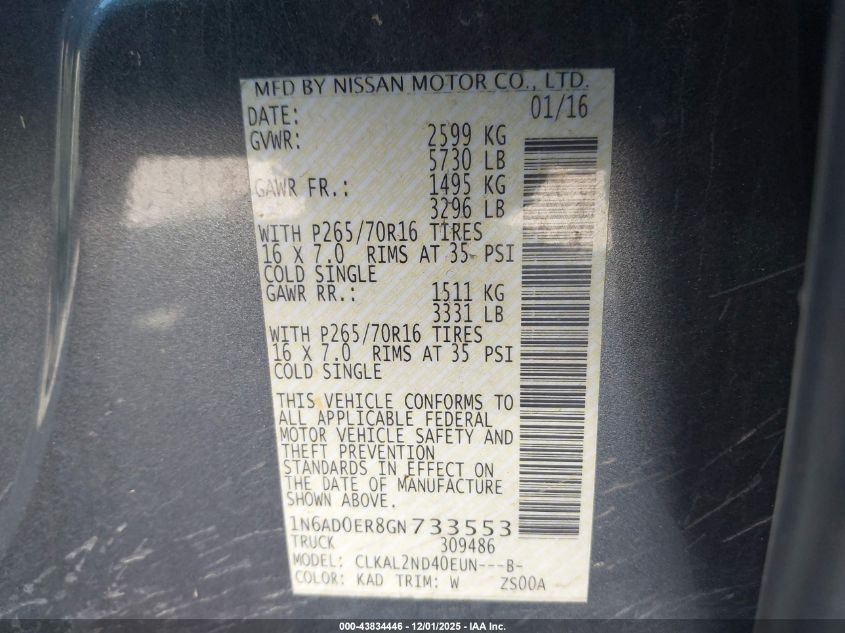 MFD BY NISSAN MOTOR CO., LTD.
DATE: 01/16
GVWR: 2599 KG
5730 LB
GAWR FR.: 1495 KG
3296 LB
WITH P265/70R16 TIRES
16 X 7.0 RIMS AT 35 PSI
COLD SINGLE
GAWR RR.: 1511 KG
3331 LB
WITH P265/70R16 TIRES
16 X 7.0 RIMS AT 35 PSI
COLD SINGLE
THIS VEHICLE CONFORMS TO
ALL APPLICABLE FEDERAL
MOTOR VEHICLE SAFETY AND
THEFT PREVENTION
STANDARDS IN EFFECT ON
THE DATE OF MANUFACTURE
SHOWN ABOVE.
1N6AD0ER8GN733553
TRUCK 309486
MODEL: CLKAL2ND40EUN---B-
COLOR: KAD TRIM: W ZS00A
000-43834446 - 12/01/2025 - IAA Inc.